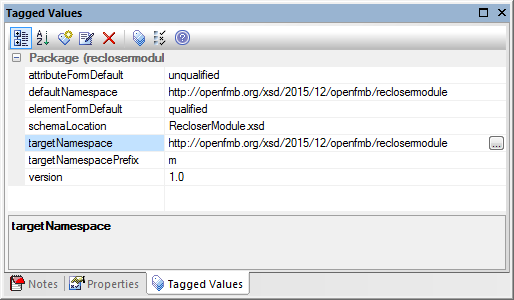 Tagged Values
Package (reclosermodul
attributeFormDefault unqualified
defaultNamespace http://openfmb.org/xsd/2015/12/openfmb/reclosermodule
elementFormDefault qualified
schemaLocation RecloserModule.xsd
targetNamespace http://openfmb.org/xsd/2015/12/openfmb/reclosermodule ...
targetNamespacePrefix m
version 1.0
targetNamespace
Notes Properties Tagged Values